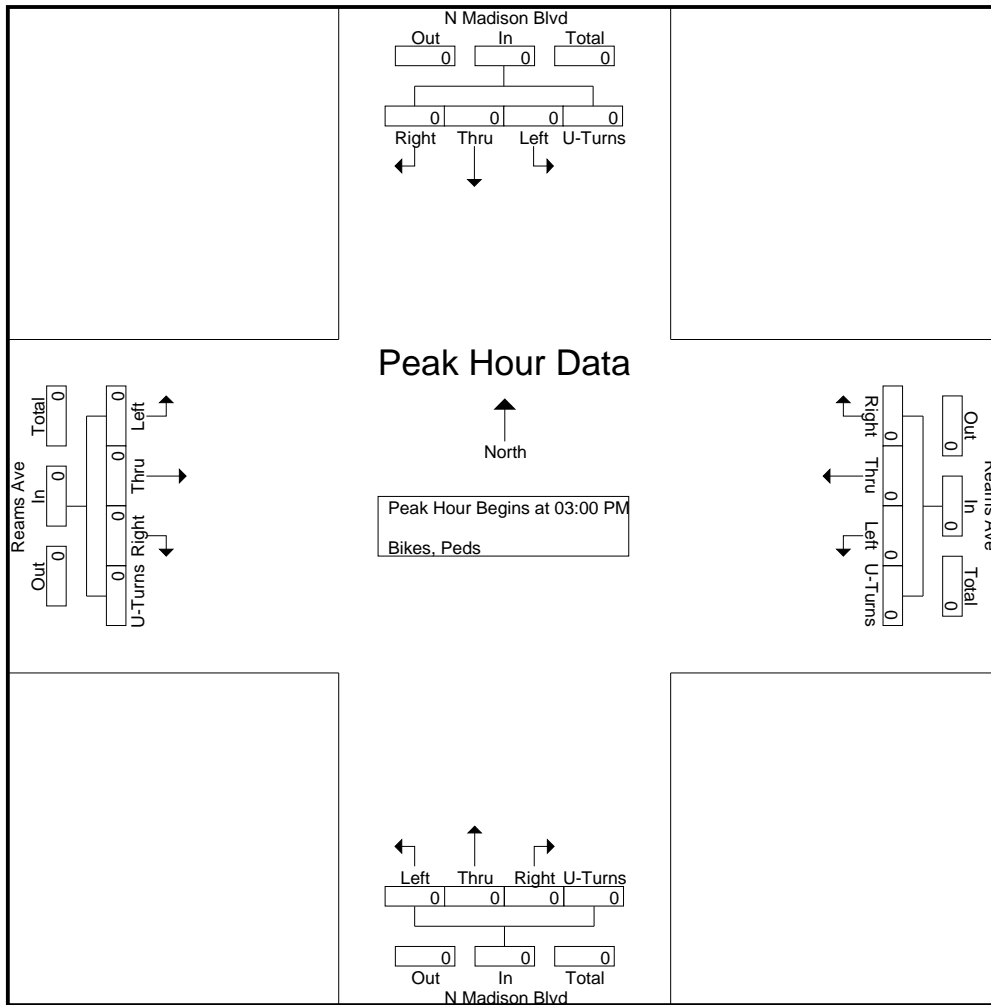 N Madison Blvd
Out In Total
0 0 0
0 0 0 0
Right Thru Left U-Turns
Peak Hour Data
North
Peak Hour Begins at 03:00 PM
Bikes, Peds
Reams Ave
Total In Out
0 0 0
0 0 0 0
Left Thru Right U-Turns
Reams Ave
Out In Total
0 0 0
0 0 0 0
Right Thru Left U-Turns
Left Thru Right U-Turns
0 0 0 0
0 0 0
Out In Total
N Madison Blvd